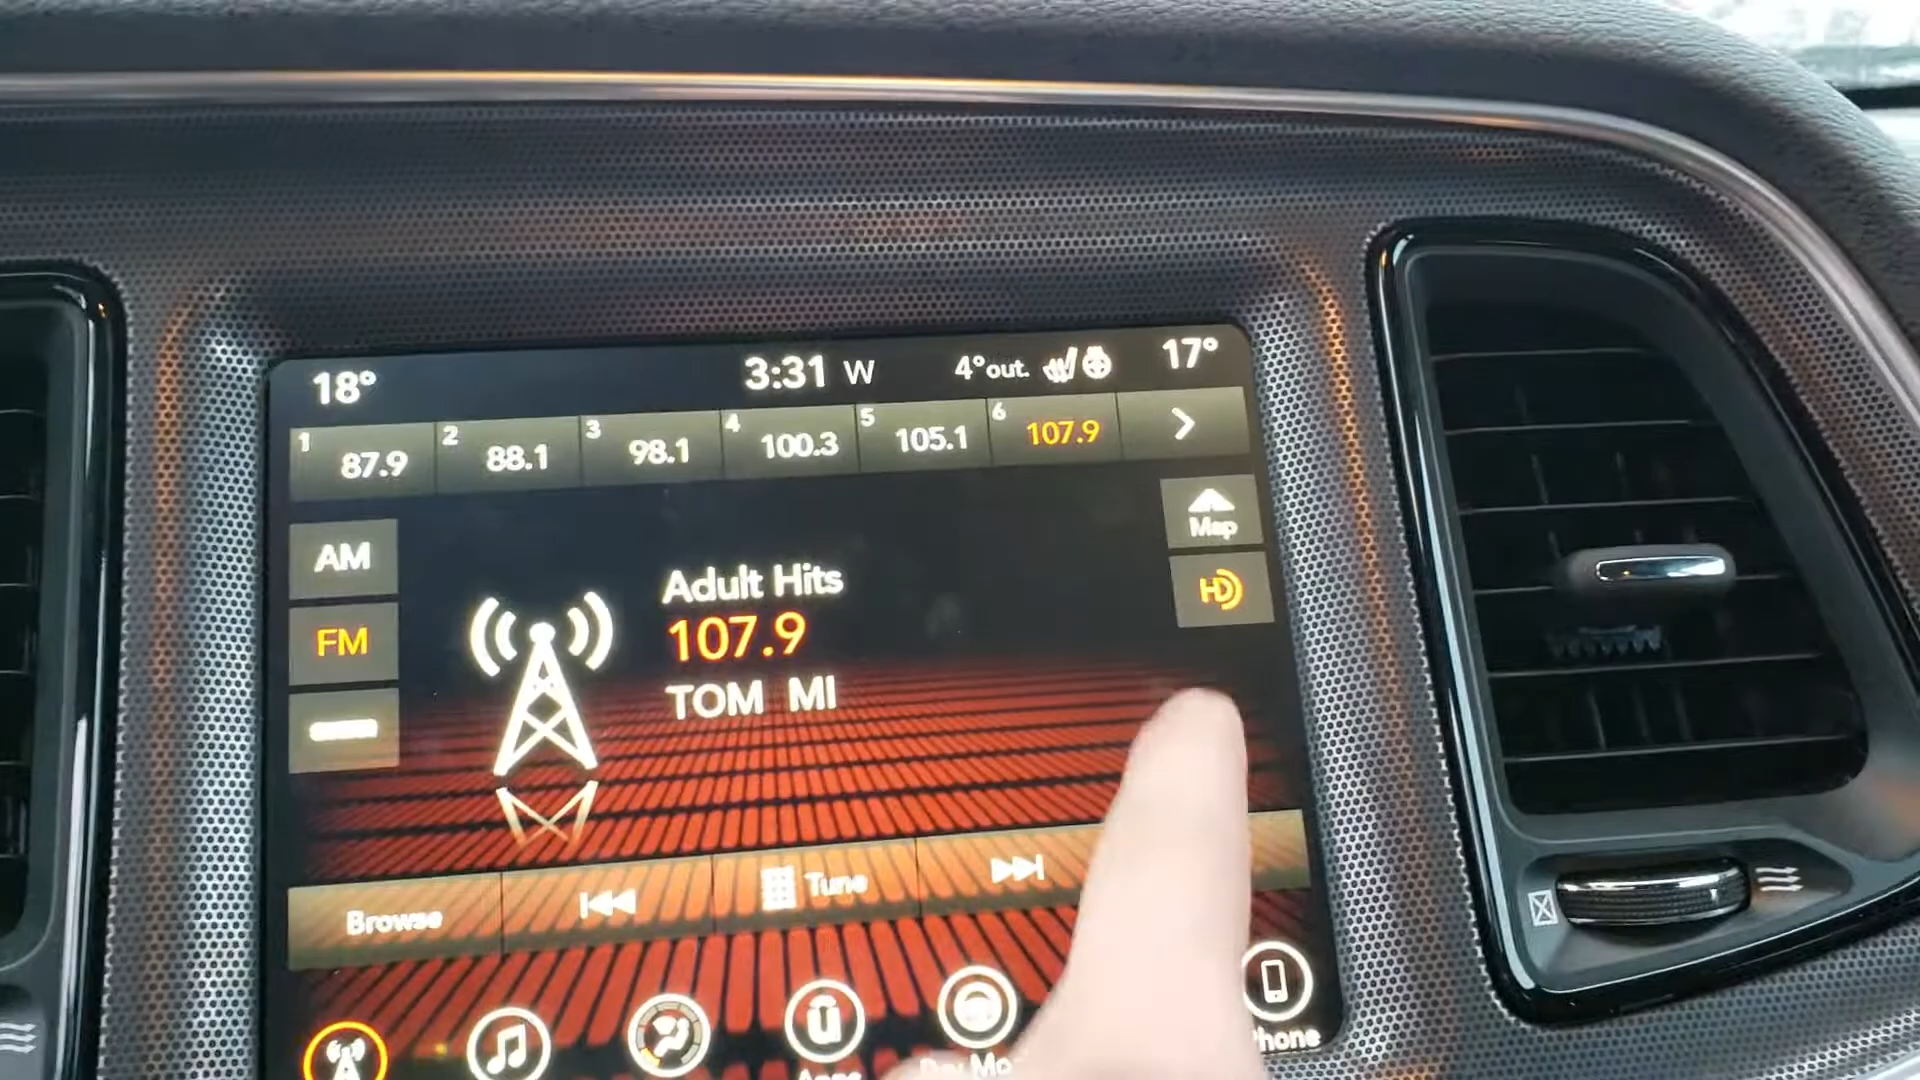 18° 3:31 W 4°out. 17°
1 87.9 2 88.1 3 98.1 4 100.3 5 105.1 6 107.9
Map
AM
Adult Hits
HD
FM
107.9
TOM MI
Browse Tune